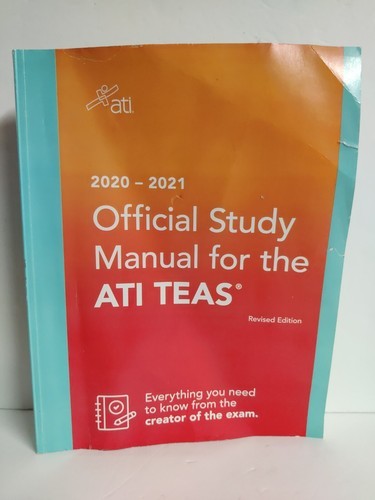 ati
2020 – 2021
Official Study
Manual for the
ATI TEAS®
Revised Edition
Everything you need
to know from the
creator of the exam.